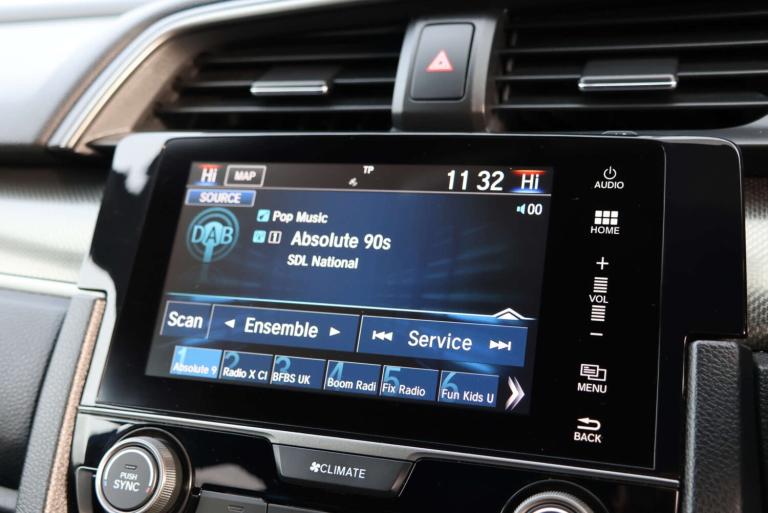 Hi MAP TP 11 32 Hi
SOURCE
00
Pop Music
DAB
Absolute 90s
SDL National
Scan Ensemble Service
1 2 3 4 5 6
Absolute 9 Radio X Cl BFBS UK Boom Radi Fix Radio Fun Kids U
AUDIO
HOME
+
VOL
−
MENU
BACK
PUSH
SYNC
CLIMATE